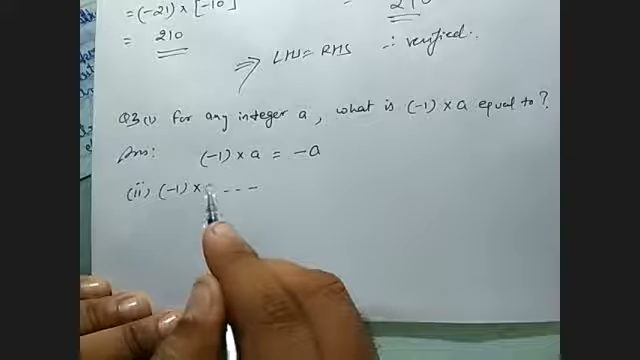 = (-21) × [-10]
= 210
210
⇒ LHS = RHS ∴ verified.
Q3(i) For any integer a, what is (-1) × a equal to?
Ans: (-1) × a = -a
(ii) (-1) × - - -